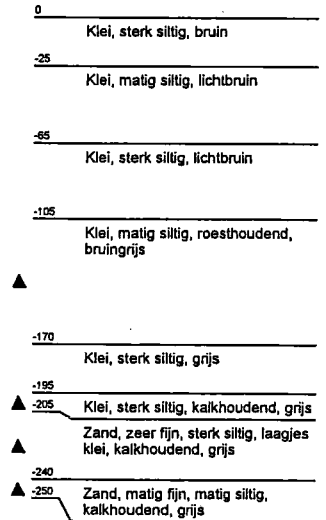 0
Klei, sterk siltig, bruin
-25
Klei, matig siltig, lichtbruin
-65
Klei, sterk siltig, lichtbruin
-105
Klei, matig siltig, roesthoudend,
bruingrijs
-170
Klei, sterk siltig, grijs
-195
Klei, sterk siltig, kalkhoudend, grijs
-205
Zand, zeer fijn, sterk siltig, laagjes
klei, kalkhoudend, grijs
-240
Zand, matig fijn, matig siltig,
kalkhoudend, grijs
-250